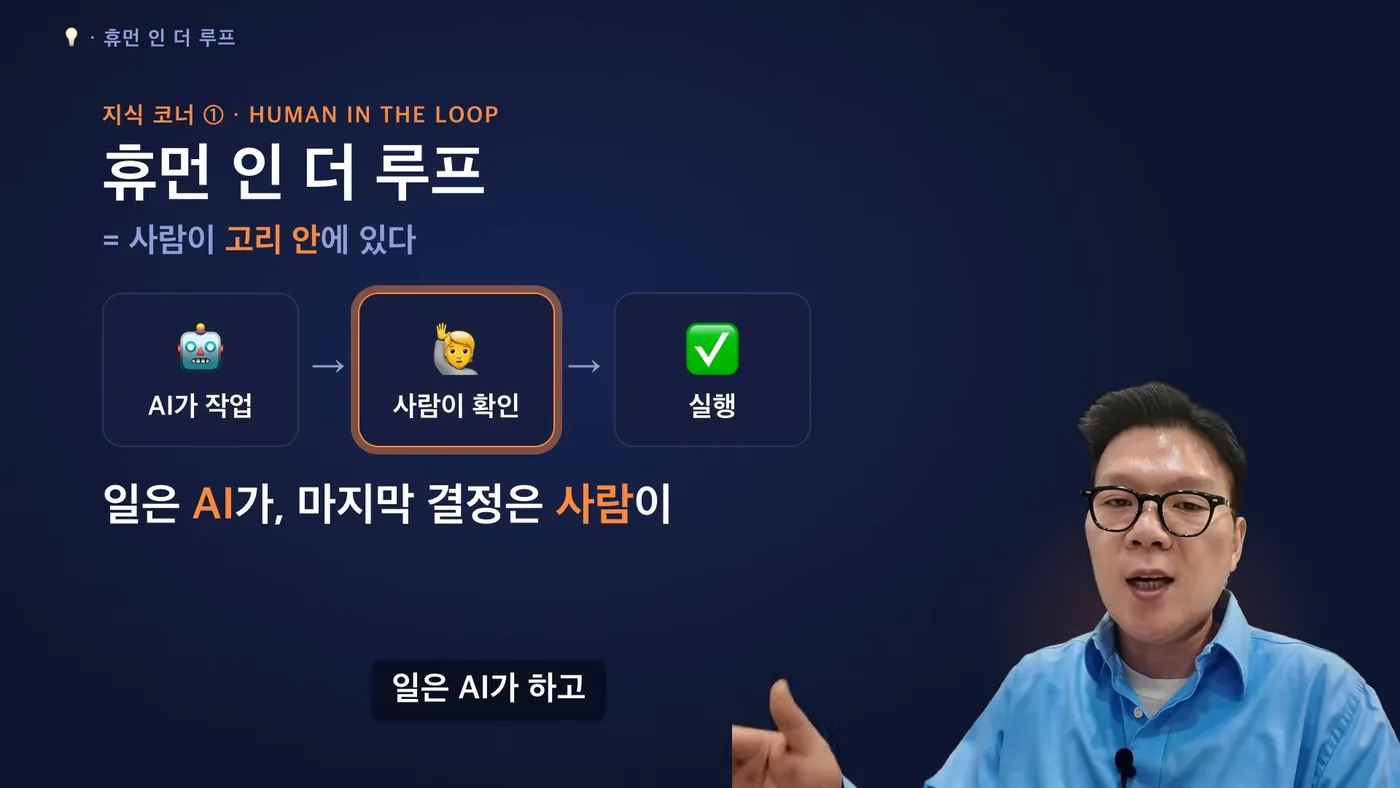 · 휴먼 인 더 루프
지식 코너 ① · HUMAN IN THE LOOP
휴먼 인 더 루프
= 사람이 고리 안에 있다
AI가 작업
→
사람이 확인
→
실행
일은 AI가, 마지막 결정은 사람이
일은 AI가 하고